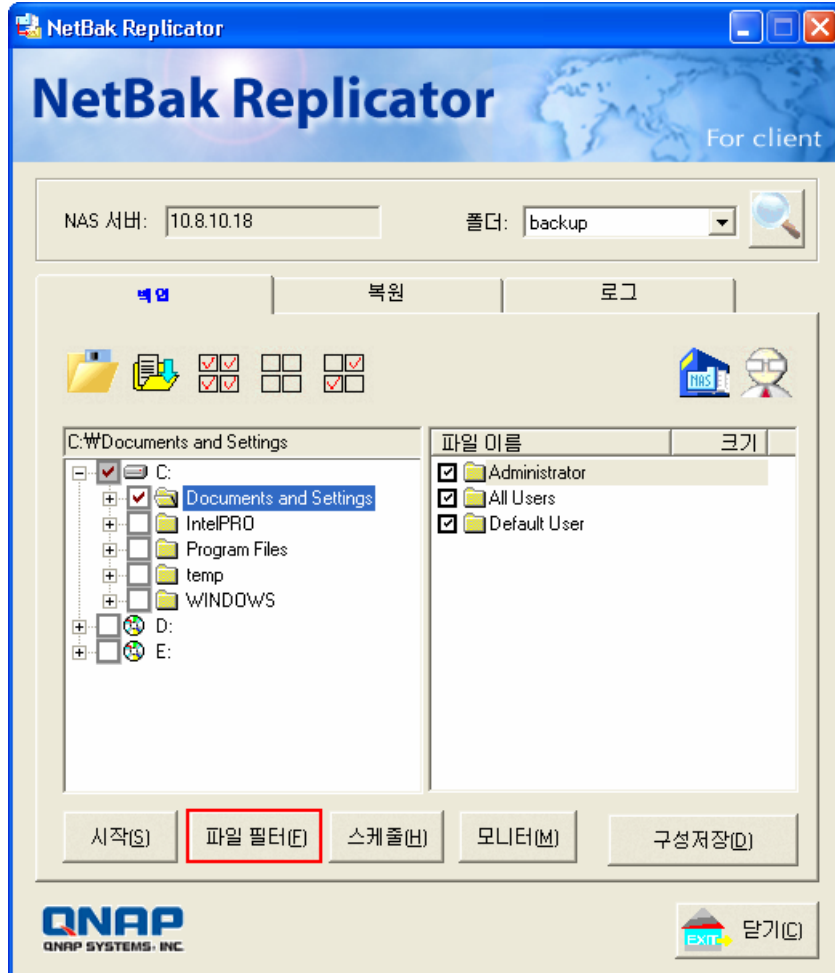 NetBak Replicator
NetBak Replicator
For client
NAS 서버: 10.8.10.18 폴더: backup
백업 복원 로그
NAS
C:₩Documents and Settings
파일 이름 크기
C:
Documents and Settings
IntelPRO
Program Files
temp
WINDOWS
D:
E:
Administrator
All Users
Default User
시작(S) 파일 필터(F) 스케줄(H) 모니터(M) 구성저장(D)
QNAP
QNAP SYSTEMS, INC.
EXIT 닫기(C)